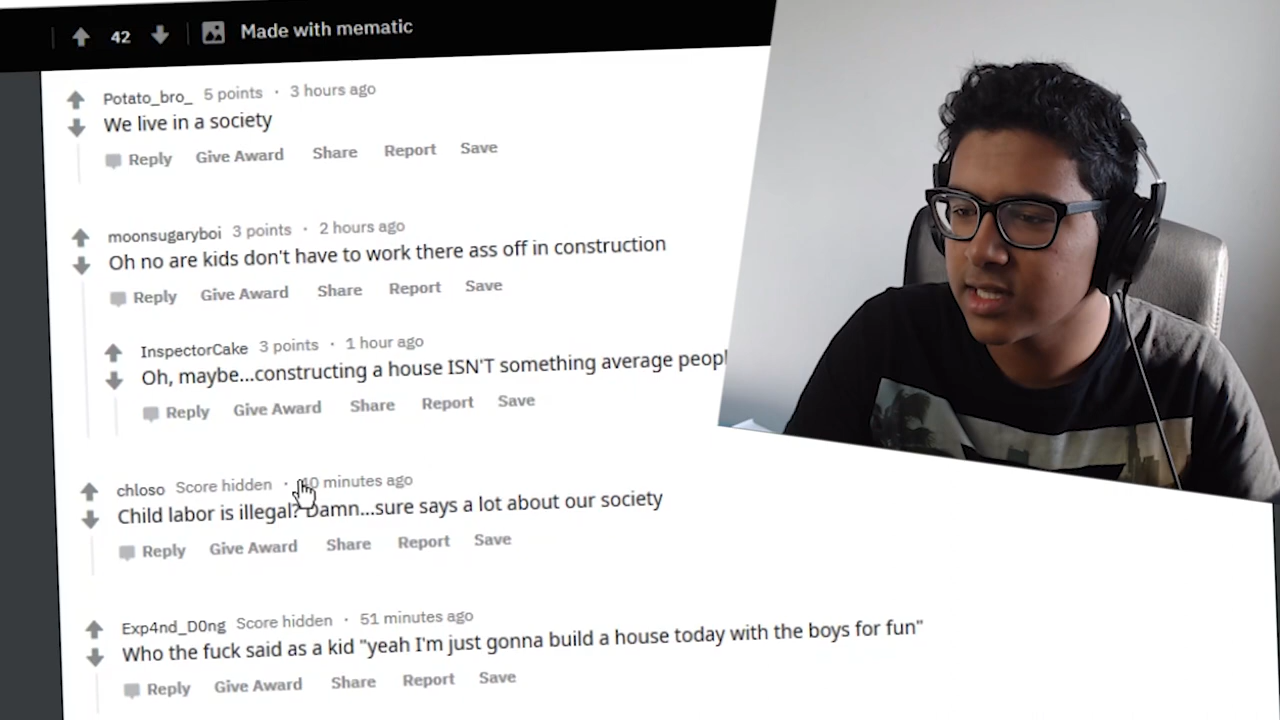 42 Made with mematic
Potato_bro_ 5 points · 3 hours ago
We live in a society
Reply Give Award Share Report Save
moonsugaryboi 3 points · 2 hours ago
Oh no are kids don't have to work there ass off in construction
Reply Give Award Share Report Save
InspectorCake 3 points · 1 hour ago
Oh, maybe...constructing a house ISN'T something average
Reply Give Award Share Report Save
chloso Score hidden · minutes ago
Child labor is illegal? Damn...sure says a lot about our society
Reply Give Award Share Report Save
Exp4nd_D0ng Score hidden · 51 minutes ago
Who the fuck said as a kid "yeah I'm just gonna build a house today with the boys for fun"
Reply Give Award Share Report Save